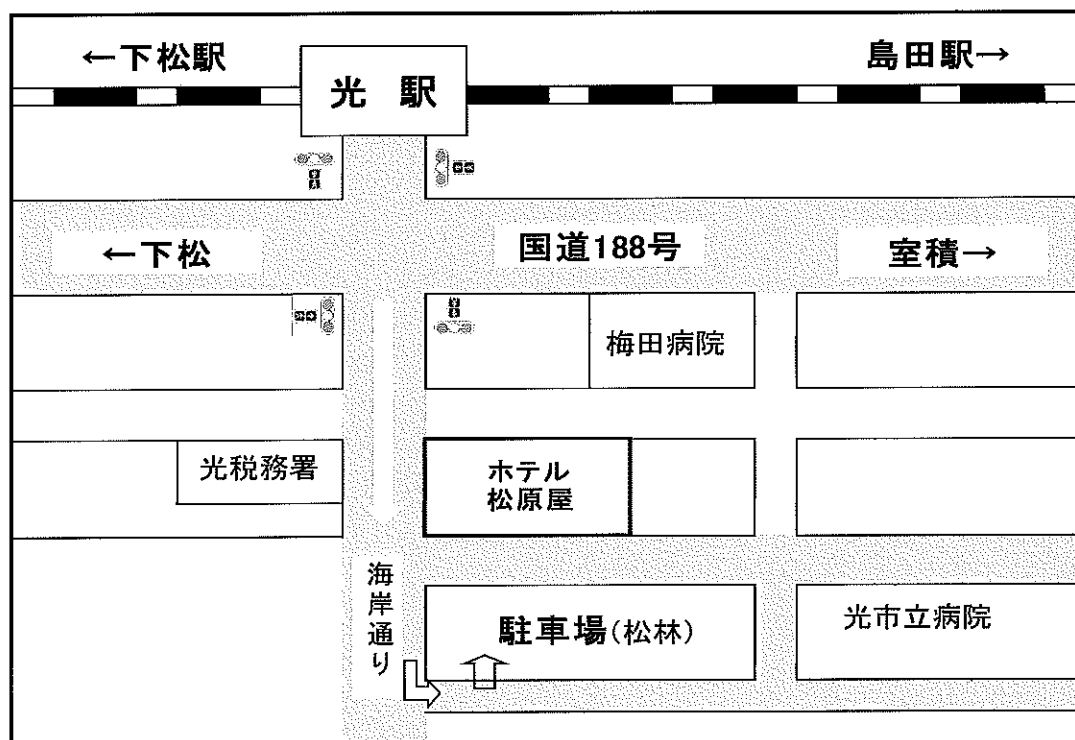 ←下松駅
島田駅→
光 駅
←下松
国道188号
室積→
梅田病院
光税務署
ホテル
松原屋
海岸通り
駐車場(松林)
光市立病院